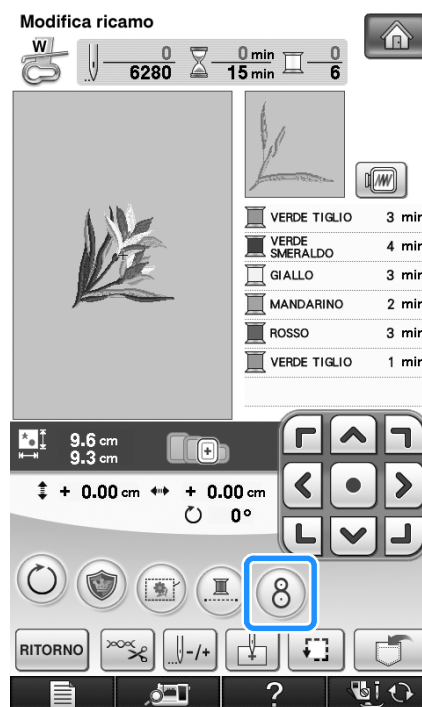 Modifica ricamo
W
0
6280
0 min
15 min
0
6
VERDE TIGLIO 3 min
VERDE SMERALDO 4 min
GIALLO 3 min
MANDARINO 2 min
ROSSO 3 min
VERDE TIGLIO 1 min
9.6 cm
9.3 cm
+ 0.00 cm + 0.00 cm
0°
8
RITORNO -/+
?